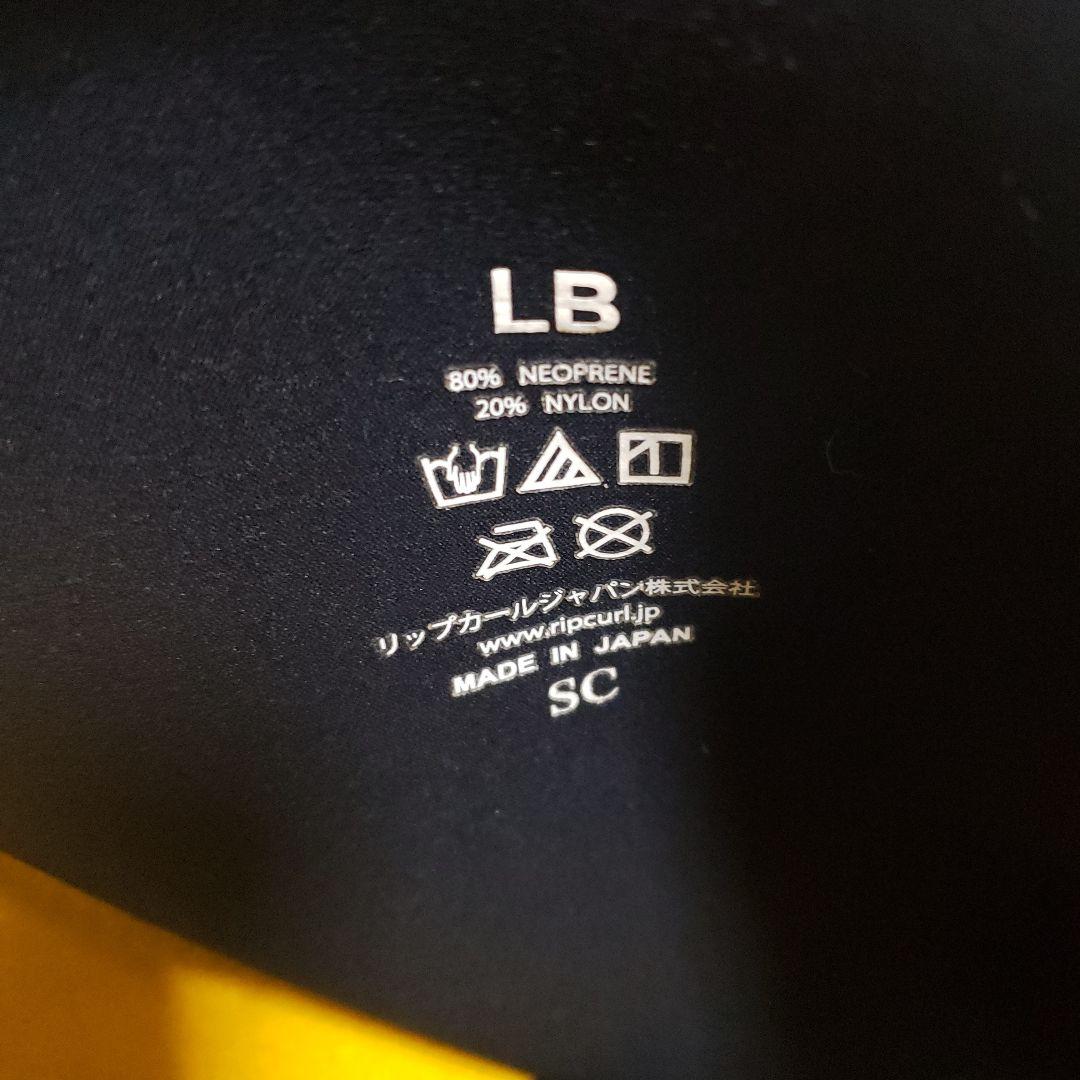 LB
80% NEOPRENE
20% NYLON
リップカールジャパン株式会社
www.ripcurl.jp
MADE IN JAPAN
SC